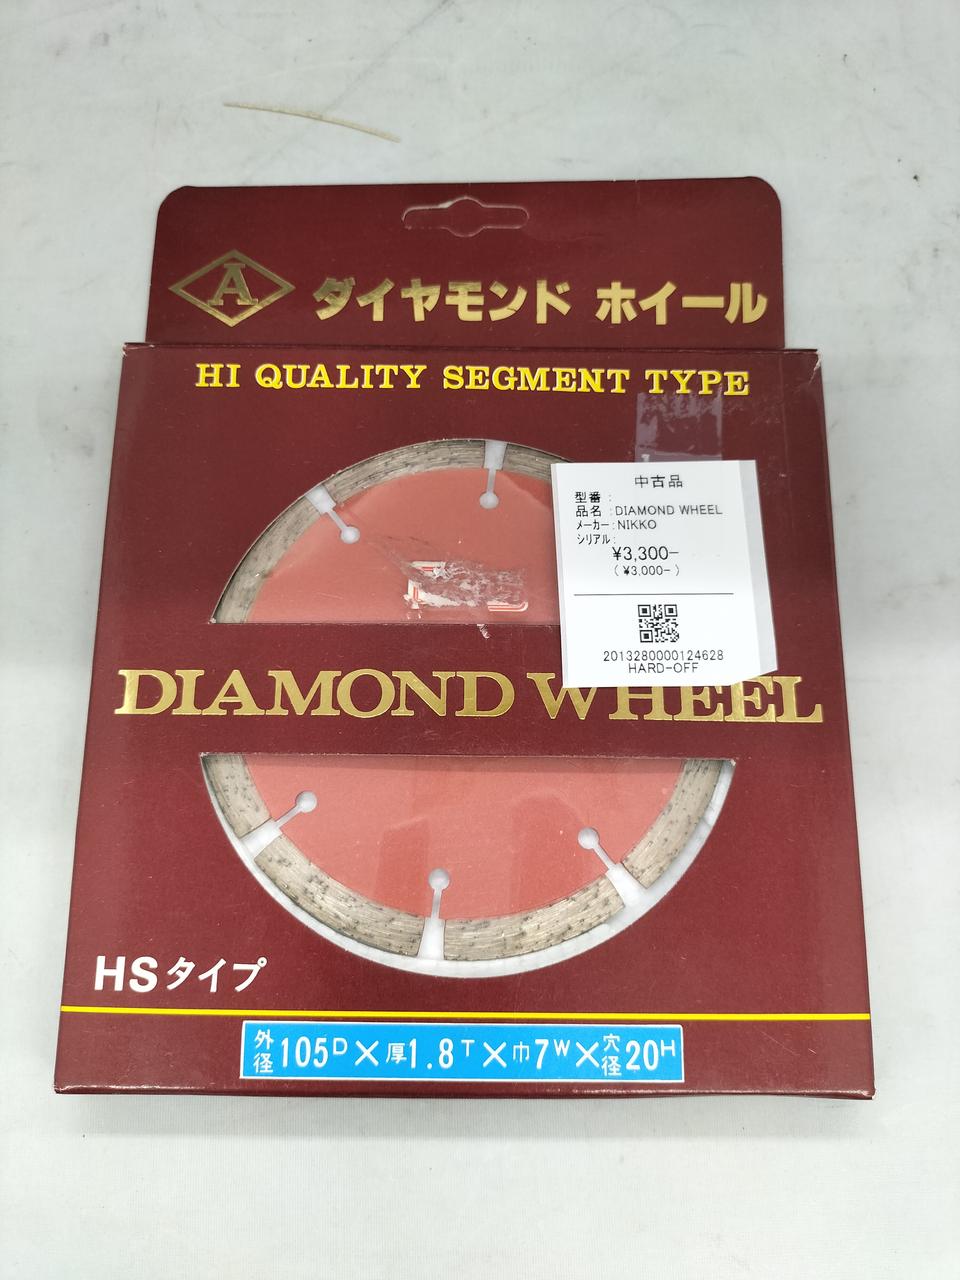 A
ダイヤモンド ホイール
HI QUALITY SEGMENT TYPE
中古品
型番 :
品名 : DIAMOND WHEEL
メーカー : NIKKO
シリアル :
¥3,300-
( ¥3,000- )
2013280000124628
HARD-OFF
DIAMOND WHEEL
HSタイプ
外径105D×厚1.8T×巾7W×穴径20H